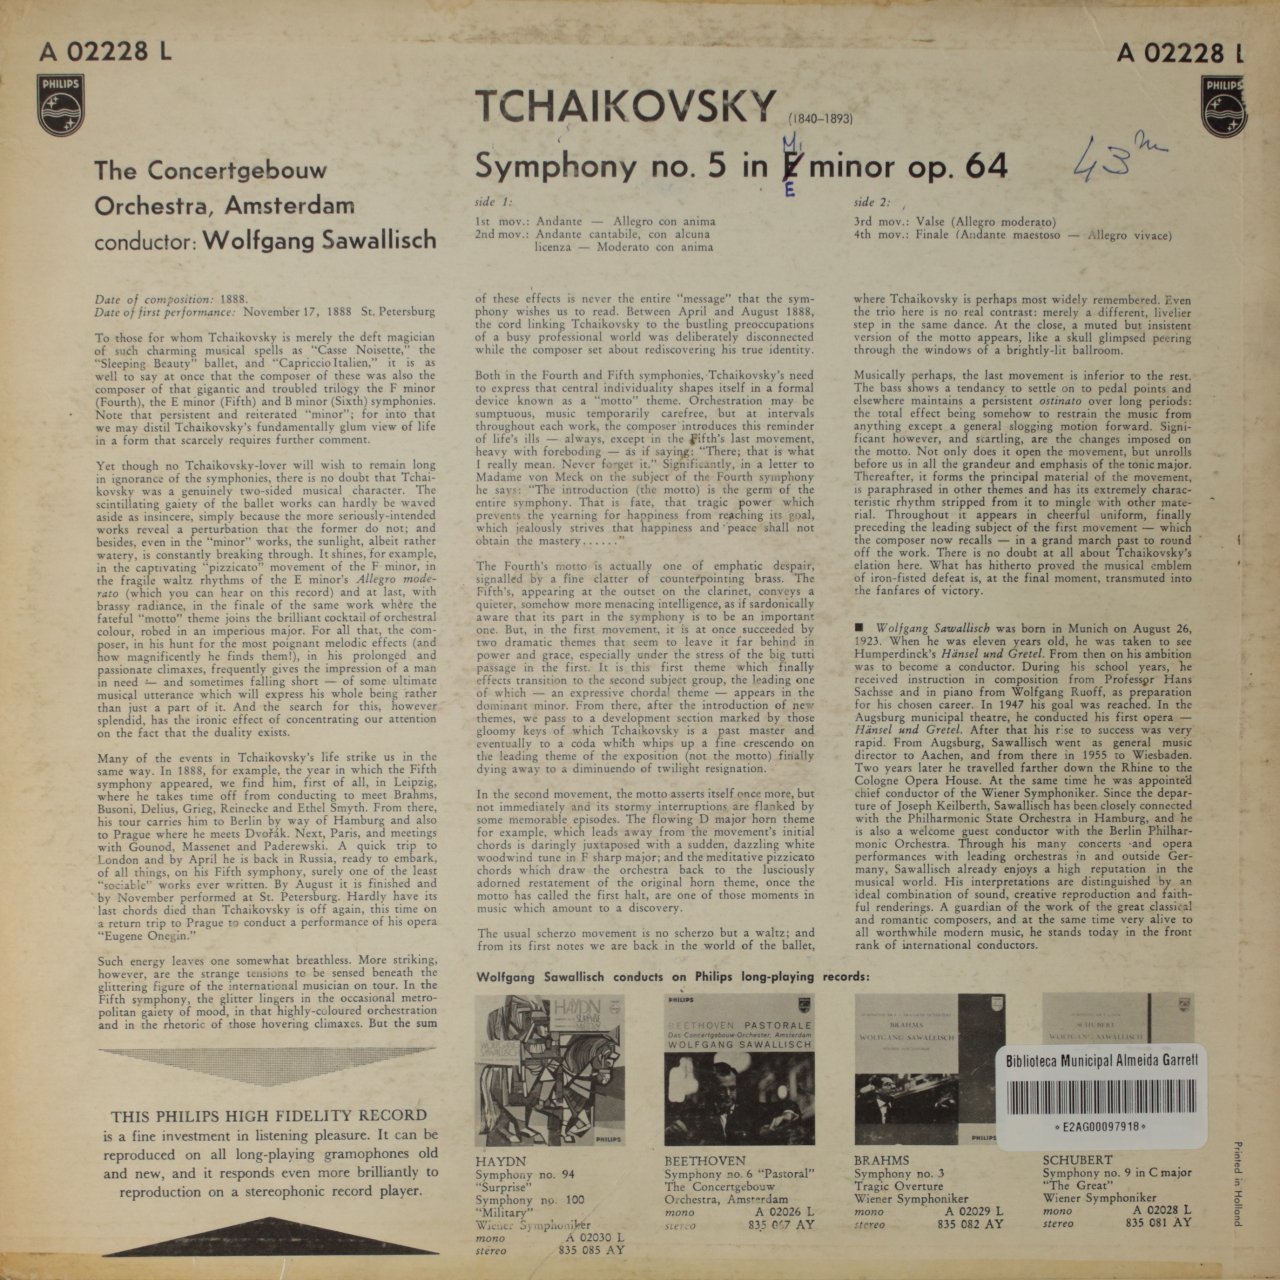 A 02228 L
A 02228 L
PHILIPS
PHILIPS
TCHAIKOVSKY (1840–1893)
Symphony no. 5 in E minor op. 64
Mi
E
43 m
The Concertgebouw
Orchestra, Amsterdam
conductor: Wolfgang Sawallisch
side 1:
1st mov.: Andante — Allegro con anima
2nd mov.: Andante cantabile, con alcuna
licenza — Moderato con anima
side 2:
3rd mov.: Valse (Allegro moderato)
4th mov.: Finale (Andante maestoso — Allegro vivace)
Date of composition: 1888.
Date of first performance: November 17, 1888 St. Petersburg
To those for whom Tchaikovsky is merely the deft magician
of such charming musical spells as “Casse Noisette,” the
“Sleeping Beauty” ballet, and “Capriccio Italien,” it is as
well to say at once that the composer of these was also the
composer of that gigantic and troubled trilogy the F minor
(Fourth), the E minor (Fifth) and B minor (Sixth) symphonies.
Note that persistent and reiterated “minor”; for into that
we may distil Tchaikovsky's fundamentally glum view of life
in a form that scarcely requires further comment.
Yet though no Tchaikovsky-lover will wish to remain long
in ignorance of the symphonies, there is no doubt that Tchai-
kovsky was a genuinely two-sided musical character. The
scintillating gaiety of the ballet works can hardly be waved
aside as insincere, simply because the more seriously-intended
works reveal a perturbation that the former do not; and
besides, even in the “minor” works, the sunlight, albeit rather
watery, is constantly breaking through. It shines, for example,
in the captivating “pizzicato” movement of the F minor, in
the fragile waltz rhythms of the E minor's Allegro mode-
rato (which you can hear on this record) and at last, with
brassy radiance, in the finale of the same work where the
fateful “motto” theme joins the brilliant cocktail of orchestral
colour, robed in an imperious major. For all that, the com-
poser, in his hunt for the most poignant melodic effects (and
how magnificently he finds them!), in his prolonged and
passionate climaxes, frequently gives the impression of a man
in need — and sometimes falling short — of some ultimate
musical utterance which will express his whole being rather
than just a part of it. And the search for this, however
splendid, has the ironic effect of concentrating our attention
on the fact that the duality exists.
Many of the events in Tchaikovsky's life strike us in the
same way. In 1888, for example, the year in which the Fifth
symphony appeared, we find him, first of all, in Leipzig,
where he takes time off from conducting to meet Brahms,
Busoni, Delius, Grieg, Reinecke and Ethel Smyth. From there,
his tour carries him to Berlin by way of Hamburg and also
to Prague where he meets Dvořák. Next, Paris, and meetings
with Gounod, Massenet and Paderewski. A quick trip to
London and by April he is back in Russia, ready to embark,
of all things, on his Fifth symphony, surely one of the least
“sociable” works ever written. By August it is finished and
by November performed at St. Petersburg. Hardly have its
last chords died than Tchaikovsky is off again, this time on
a return trip to Prague to conduct a performance of his opera
“Eugene Onegin.”
Such energy leaves one somewhat breathless. More striking,
however, are the strange tensions to be sensed beneath the
glittering figure of the international musician on tour. In the
Fifth symphony, the glitter lingers in the occasional metro-
politan gaiety of mood, in that highly-coloured orchestration
and in the rhetoric of those hovering climaxes. But the sum
of these effects is never the entire “message” that the sym-
phony wishes us to read. Between April and August 1888,
the cord linking Tchaikovsky to the bustling preoccupations
of a busy professional world was deliberately disconnected
while the composer set about rediscovering his true identity.
Both in the Fourth and Fifth symphonies, Tchaikovsky's need
to express that central individuality shapes itself in a formal
device known as a “motto” theme. Orchestration may be
sumptuous, music temporarily carefree, but at intervals
throughout each work, the composer introduces this reminder
of life's ills — always, except in the Fifth's last movement,
heavy with foreboding — as if saying: “There; that is what
I really mean. Never forget it.” Significantly, in a letter to
Madame von Meck on the subject of the Fourth symphony
he says: “The introduction (the motto) is the germ of the
entire symphony. That is fate, that tragic power which
prevents the yearning for happiness from reaching its goal,
which jealously strives that happiness and peace shall not
obtain the mastery......”
The Fourth's motto is actually one of emphatic despair,
signalled by a fine clatter of counterpointing brass. The
Fifth's, appearing at the outset on the clarinet, conveys a
quieter, somehow more menacing intelligence, as if sardonically
aware that its part in the symphony is to be an important
one. But, in the first movement, it is at once succeeded by
two dramatic themes that seem to leave it far behind in
power and grace, especially under the stress of the big tutti
passage in the first. It is this first theme which finally
effects transition to the second subject group, the leading one
of which — an expressive chordal theme — appears in the
dominant minor. From there, after the introduction of new
themes, we pass to a development section marked by those
gloomy keys of which Tchaikovsky is a past master and
eventually to a coda which whips up a fine crescendo on
the leading theme of the exposition (not the motto) finally
dying away to a diminuendo of twilight resignation.
In the second movement, the motto asserts itself once more, but
not immediately and its stormy interruptions are flanked by
some memorable episodes. The flowing D major horn theme
for example, which leads away from the movement's initial
chords is daringly juxtaposed with a sudden, dazzling white
woodwind tune in F sharp major; and the meditative pizzicato
chords which draw the orchestra back to the lusciously
adorned restatement of the original horn theme, once the
motto has called the first halt, are one of those moments in
music which amount to a discovery.
The usual scherzo movement is no scherzo but a waltz; and
from its first notes we are back in the world of the ballet,
where Tchaikovsky is perhaps most widely remembered. Even
the trio here is no real contrast: merely a different, livelier
step in the same dance. At the close, a muted but insistent
version of the motto appears, like a skull glimpsed peering
through the windows of a brightly-lit ballroom.
Musically perhaps, the last movement is inferior to the rest.
The bass shows a tendency to settle on to pedal points and
elsewhere maintains a persistent ostinato over long periods:
the total effect being somehow to restrain the music from
anything except a general slogging motion forward. Signi-
ficant however, and startling, are the changes imposed on
the motto. Not only does it open the movement, but unrolls
before us in all the grandeur and emphasis of the tonic major.
Thereafter, it forms the principal material of the movement,
is paraphrased in other themes and has its extremely charac-
teristic rhythm stripped from it to mingle with other mate-
rial. Throughout it appears in cheerful uniform, finally
preceding the leading subject of the first movement — which
the composer now recalls — in a grand march past to round
off the work. There is no doubt at all about Tchaikovsky's
elation here. What has hitherto proved the musical emblem
of iron-fisted defeat is, at the final moment, transmuted into
the fanfares of victory.
■ Wolfgang Sawallisch was born in Munich on August 26,
1923. When he was eleven years old, he was taken to see
Humperdinck's Hänsel und Gretel. From then on his ambition
was to become a conductor. During his school years, he
received instruction in composition from Professor Hans
Sachsse and in piano from Wolfgang Ruoff, as preparation
for his chosen career. In 1947 his goal was reached. In the
Augsburg municipal theatre, he conducted his first opera —
Hänsel und Gretel. After that his rise to success was very
rapid. From Augsburg, Sawallisch went as general music
director to Aachen, and from there in 1955 to Wiesbaden.
Two years later he travelled farther down the Rhine to the
Cologne Opera House. At the same time he was appointed
chief conductor of the Wiener Symphoniker. Since the depar-
ture of Joseph Keilberth, Sawallisch has been closely connected
with the Philharmonic State Orchestra in Hamburg, and he
is also a welcome guest conductor with the Berlin Philhar-
monic Orchestra. Through his many concerts and opera
performances with leading orchestras in and outside Ger-
many, Sawallisch already enjoys a high reputation in the
musical world. His interpretations are distinguished by an
ideal combination of sound, creative reproduction and faith-
ful renderings. A guardian of the work of the great classical
and romantic composers, and at the same time very alive to
all worthwhile modern music, he stands today in the front
rank of international conductors.
THIS PHILIPS HIGH FIDELITY RECORD
is a fine investment in listening pleasure. It can be
reproduced on all long-playing gramophones old
and new, and it responds even more brilliantly to
reproduction on a stereophonic record player.
Wolfgang Sawallisch conducts on Philips long-playing records:
HAYDN
PHILIPS
HAYDN
Symphony no. 94
“Surprise”
Symphony no. 100
“Military”
Wiener Symphoniker
mono A 02030 L
stereo 835 085 AY
PHILIPS
BEETHOVEN PASTORALE
Das Concertgebouw-Orchester, Amsterdam
WOLFGANG SAWALLISCH
BEETHOVEN
Symphony no. 6 “Pastoral”
The Concertgebouw
Orchestra, Amsterdam
mono A 02026 L
stereo 835 067 AY
BRAHMS
WOLFGANG SAWALLISCH
PHILIPS
BRAHMS
Symphony no. 3
Tragic Overture
Wiener Symphoniker
mono A 02029 L
stereo 835 082 AY
SCHUBERT
WOLFGANG SAWALLISCH
Biblioteca Municipal Almeida Garrett
E2AG00097918
SCHUBERT
Symphony no. 9 in C major
“The Great”
Wiener Symphoniker
mono A 02028 L
stereo 835 081 AY
Printed in Holland